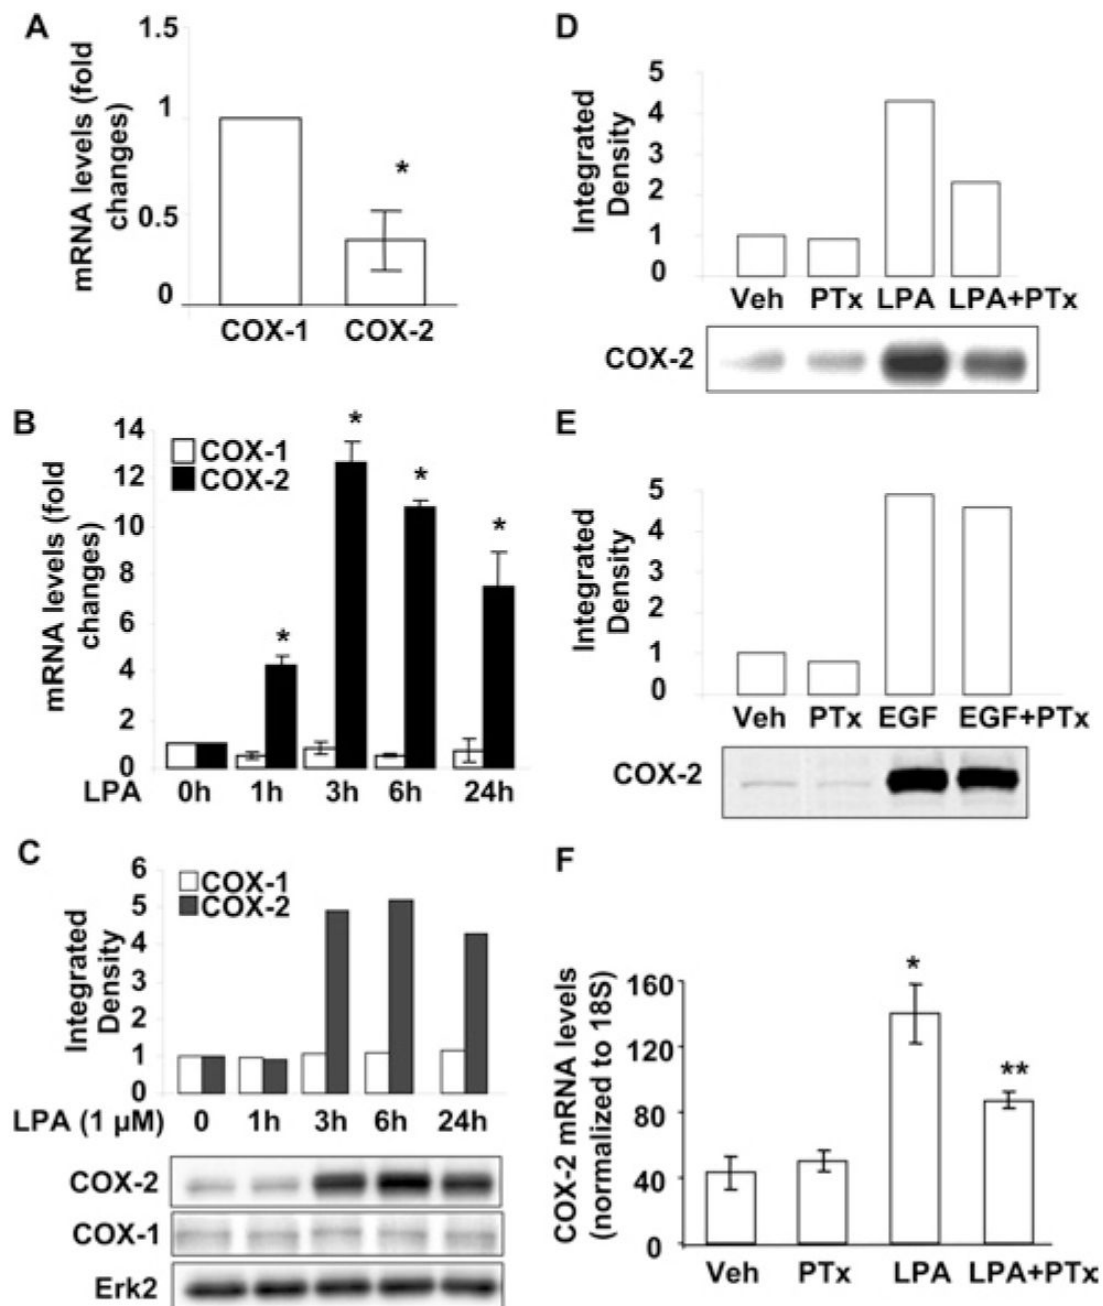 A
mRNA levels (fold
changes)
1.5
1
0.5
0
*
COX-1 COX-2
B
mRNA levels (fold
changes)
14
12
10
8
6
4
2
0
COX-1
COX-2
*
*
*
*
LPA 0h 1h 3h 6h 24h
C
Integrated
Density
6
5
4
3
2
1
0
COX-1
COX-2
LPA (1 µM) 0 1h 3h 6h 24h
COX-2
COX-1
Erk2
D
Integrated
Density
5
4
3
2
1
0
Veh PTx LPA LPA+PTx
COX-2
E
Integrated
Density
5
4
3
2
1
0
Veh PTx EGF EGF+PTx
COX-2
F
COX-2 mRNA levels
(normalized to 18S)
160
120
80
40
0
*
**
Veh PTx LPA LPA+PTx